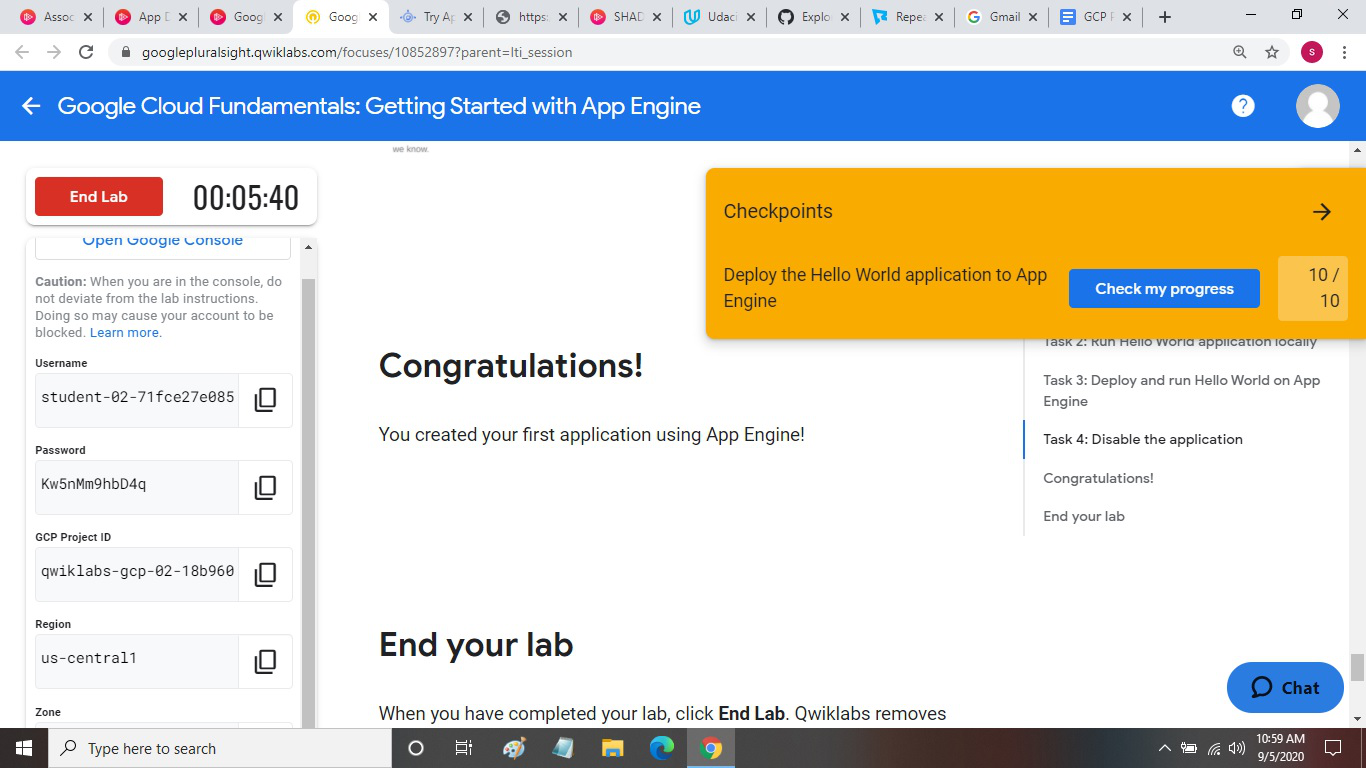 Assoc
App D
Goog
Goog
Try Ap
https:
SHAD
Udaci
Explo
Repea
Gmail
GCP F
googlepluralsight.qwiklabs.com/focuses/10852897?parent=lti_session
s
Google Cloud Fundamentals: Getting Started with App Engine
we know.
End Lab
00:05:40
Open Google Console
Caution: When you are in the console, do
not deviate from the lab instructions.
Doing so may cause your account to be
blocked. Learn more.
Username
student-02-71fce27e085
Password
Kw5nMm9hbD4q
GCP Project ID
qwiklabs-gcp-02-18b960
Region
us-central1
Zone
Checkpoints
Deploy the Hello World application to App
Engine
Check my progress
10 /
10
Task 2: Run Hello World application locally
Task 3: Deploy and run Hello World on App
Engine
Task 4: Disable the application
Congratulations!
End your lab
Congratulations!
You created your first application using App Engine!
End your lab
When you have completed your lab, click End Lab. Qwiklabs removes
Chat
Type here to search
10:59 AM
9/5/2020